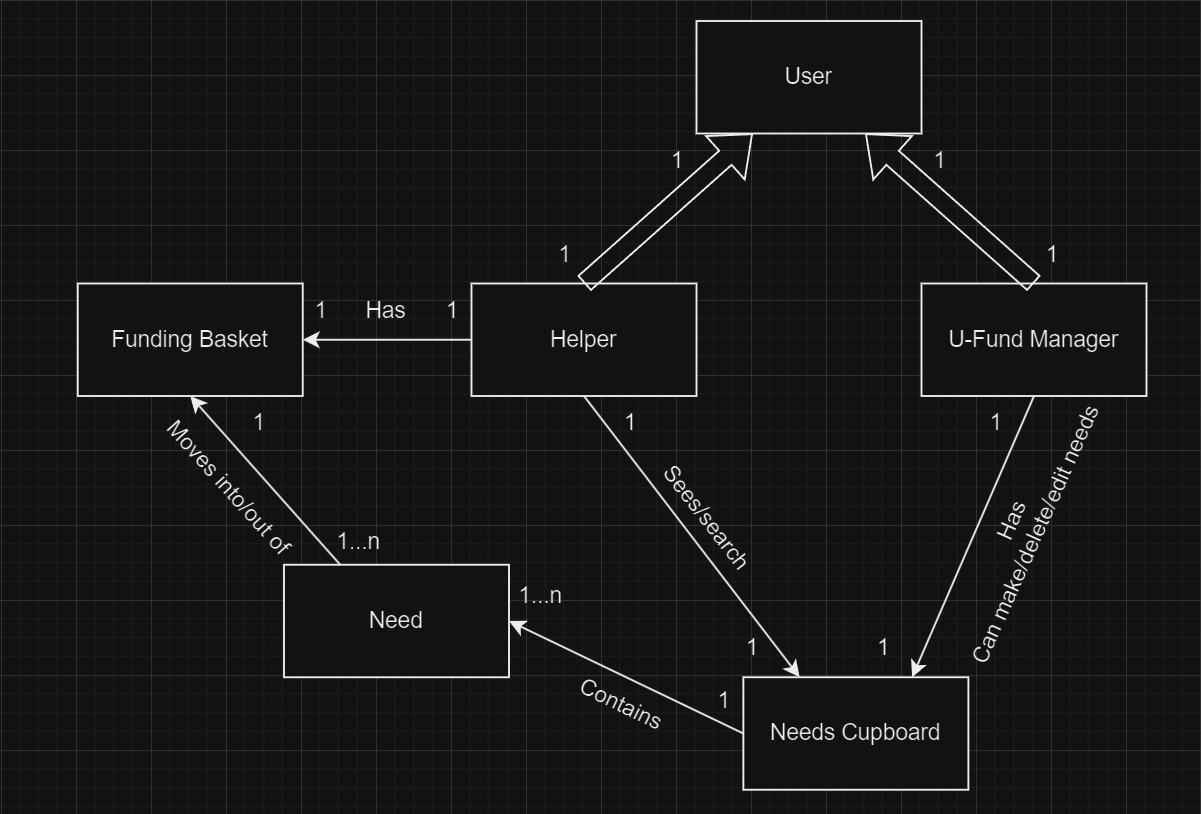 User
1
1
1
1
Funding Basket
1
Has
1
Helper
U-Fund Manager
1
1
1
Moves into/out of
Sees/search
Has
Can make/delete/edit needs
1...n
1...n
Need
1
1
Contains
1
Needs Cupboard